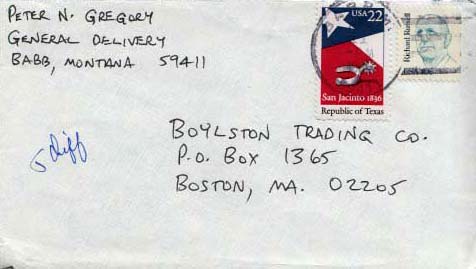 PETER N. GREGORY
GENERAL DELIVERY
BABB, MONTANA 59411
USA 22
San Jacinto 1836
Republic of Texas
Richard Russell
5 diff
BOYLSTON TRADING CO.
P.O. BOX 1365
BOSTON, MA. 02205